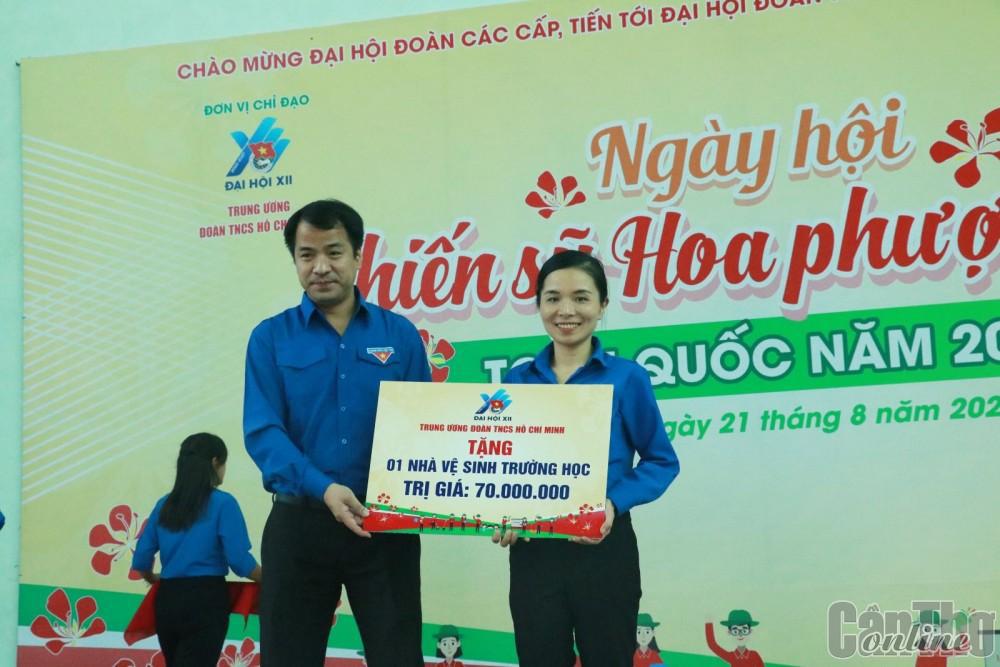 CHÀO MỪNG ĐẠI HỘI ĐOÀN CÁC CẤP, TIẾN TỚI ĐẠI HỘI ĐOÀN
ĐƠN VỊ CHỈ ĐẠO
ĐẠI HỘI XII
TRUNG ƯƠNG
ĐOÀN TNCS HỒ CH
Ngày hội
hiến sĩ Hoa phượ
QUỐC NĂM 20
gày 21 tháng 8 năm 202
ĐẠI HỘI XII
TRUNG ƯƠNG ĐOÀN TNCS HỒ CHÍ MINH
TẶNG
01 NHÀ VỆ SINH TRƯỜNG HỌC
TRỊ GIÁ: 70.000.000
Cần Thơ
online